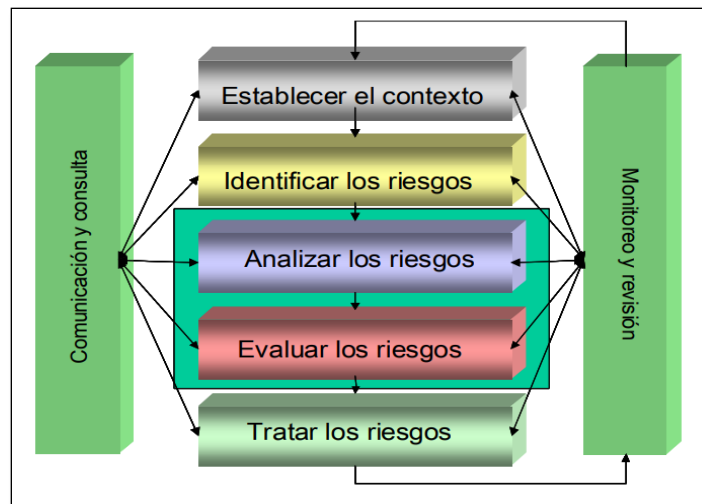 Comunicación y consulta
Establecer el contexto
Identificar los riesgos
Analizar los riesgos
Evaluar los riesgos
Tratar los riesgos
Monitoreo y revisión